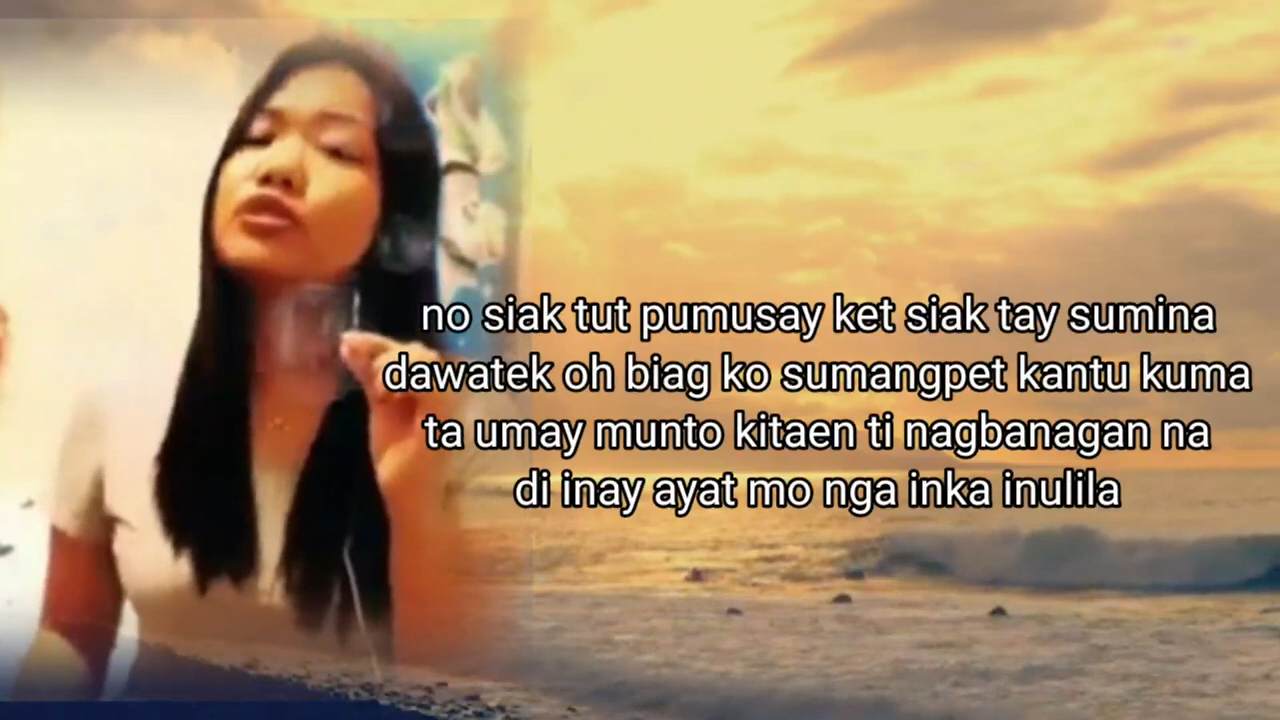 no siak tut pumusay ket siak tay sumina
dawatek oh biag ko sumangpet kantu kuma
ta umay munto kitaen ti nagbanagan na
di inay ayat mo nga inka inulila